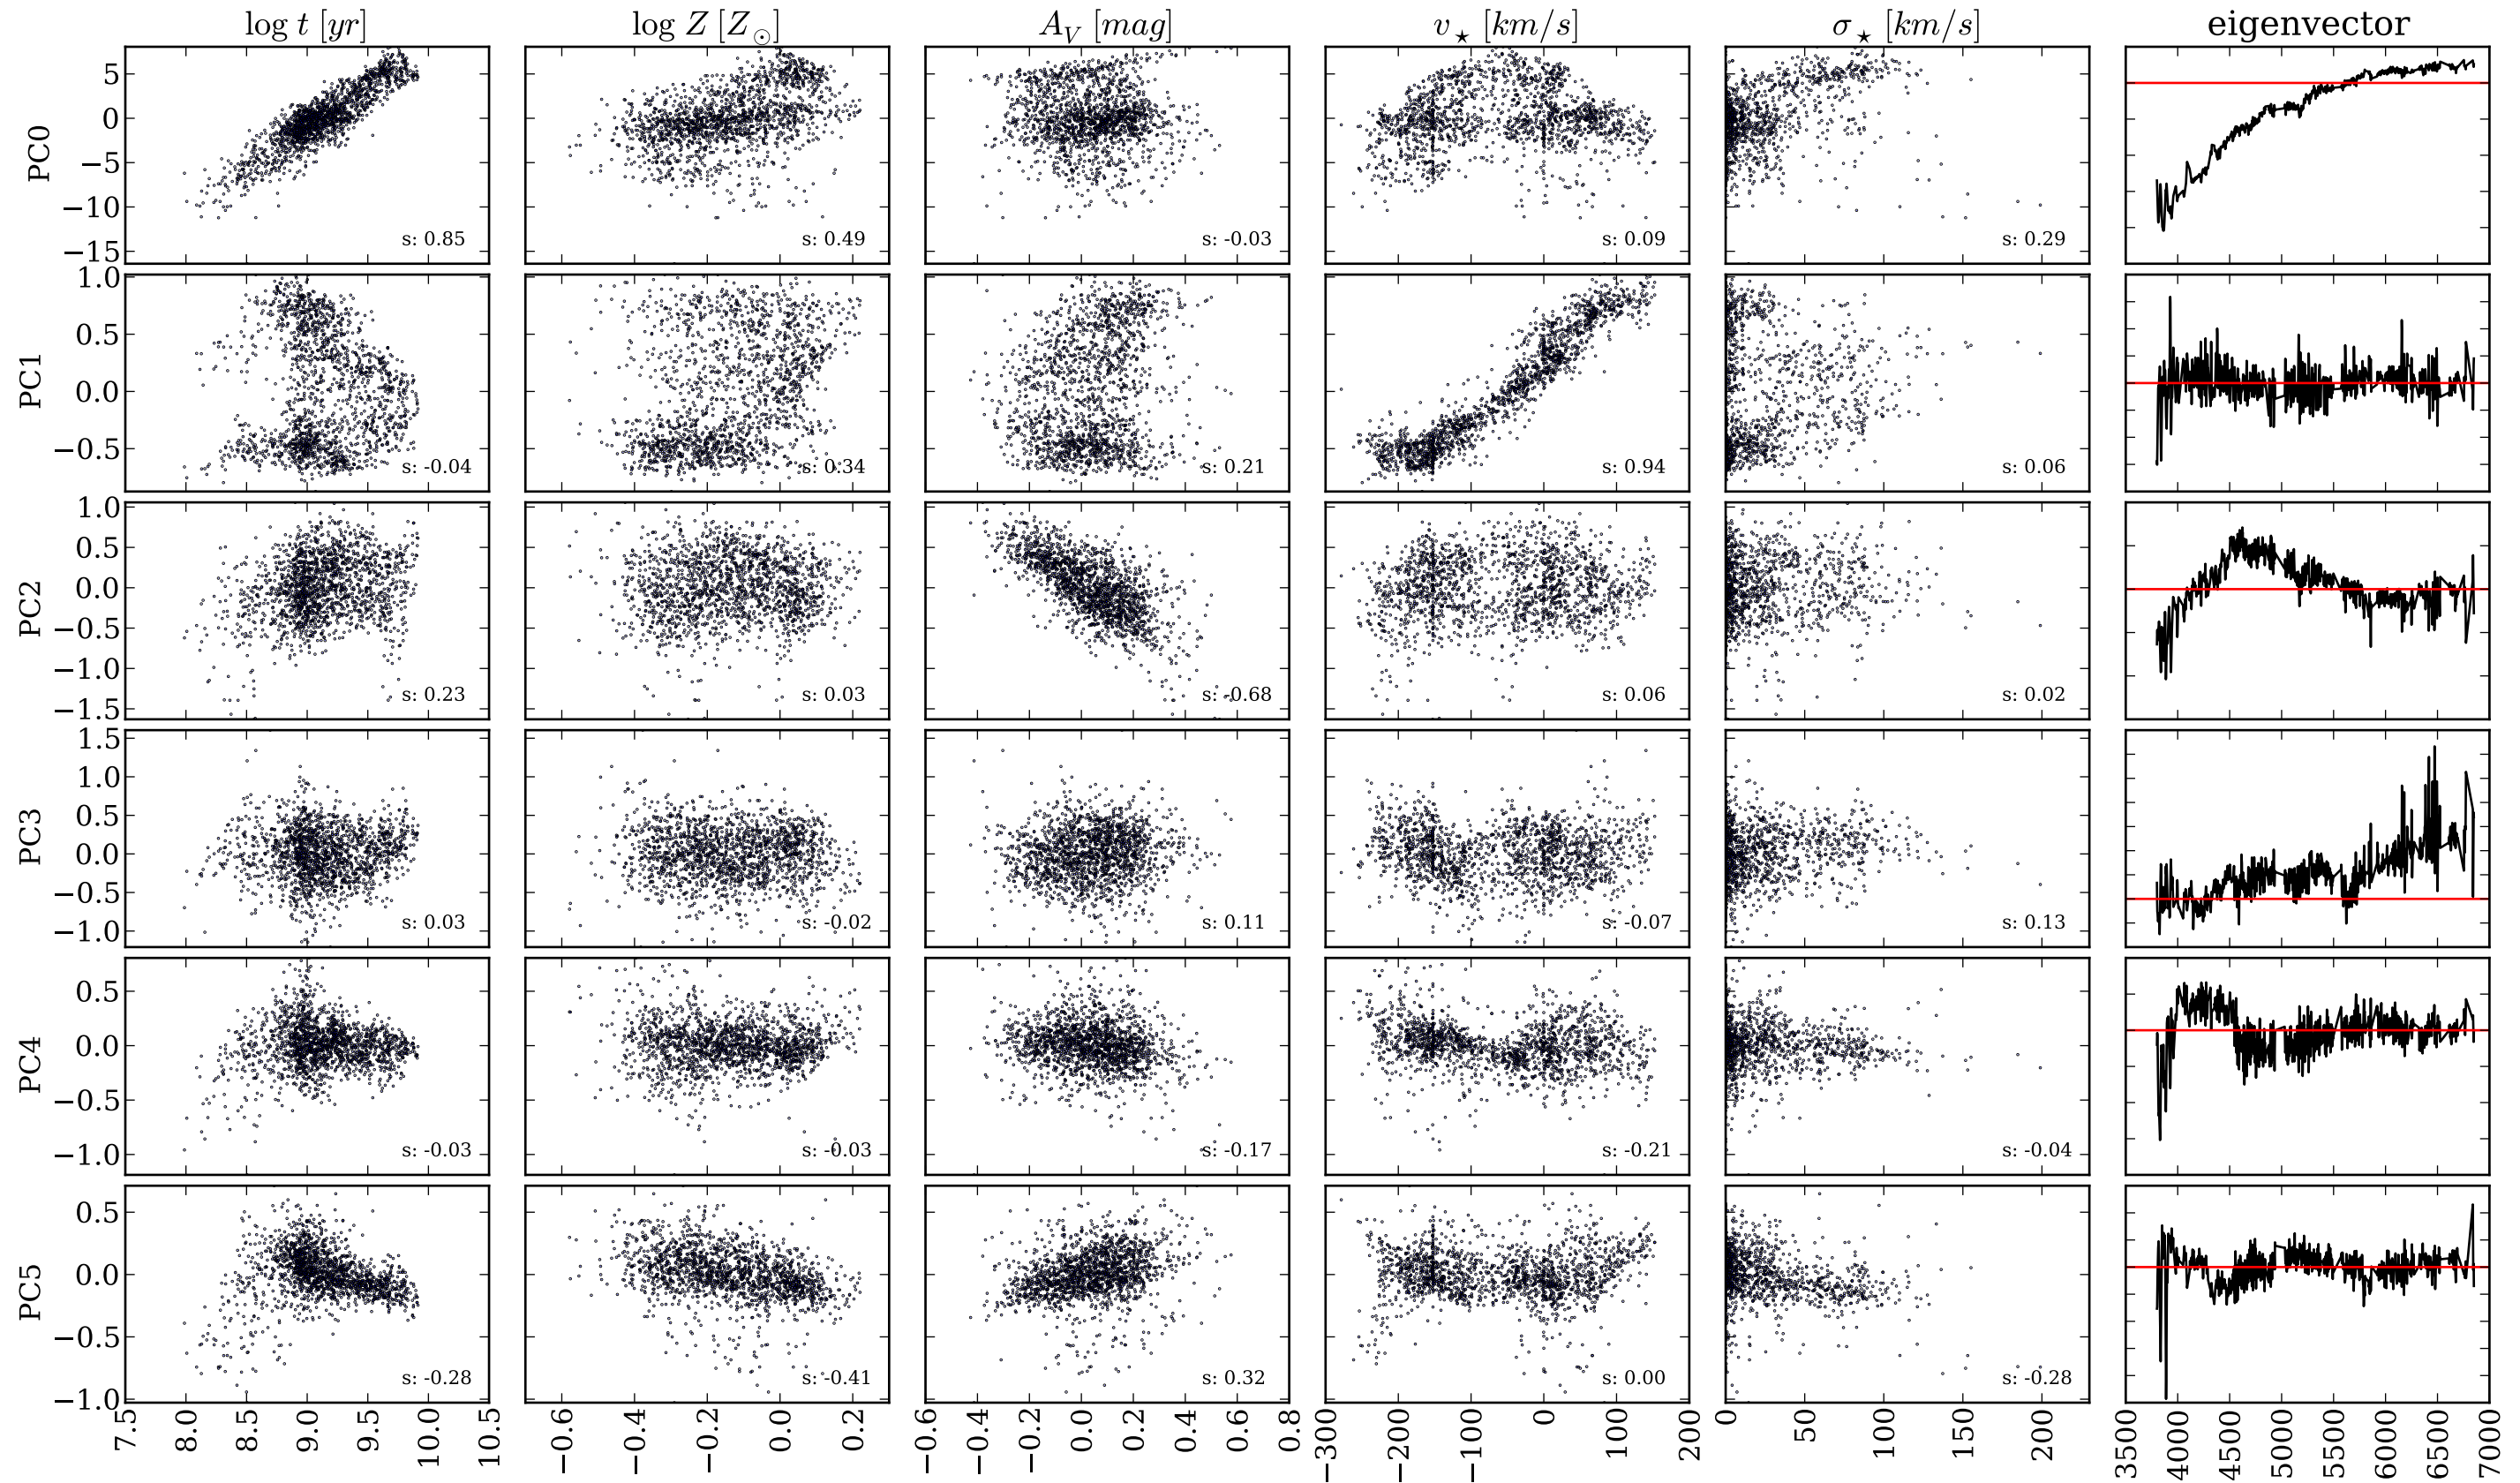 log t [yr] log Z [Z⊙] A_V [mag] v⋆ [km/s] σ⋆ [km/s] eigenvector
PC0
5
0
−5
−10
−15
s: 0.85 s: 0.49 s: -0.03 s: 0.09 s: 0.29
PC1
1.0
0.5
0.0
−0.5
s: -0.04 s: 0.34 s: 0.21 s: 0.94 s: 0.06
PC2
1.0
0.5
0.0
−0.5
−1.0
−1.5
s: 0.23 s: 0.03 s: -0.68 s: 0.06 s: 0.02
PC3
1.5
1.0
0.5
0.0
−0.5
−1.0
s: 0.03 s: -0.02 s: 0.11 s: -0.07 s: 0.13
PC4
0.5
0.0
−0.5
−1.0
s: -0.03 s: -0.03 s: -0.17 s: -0.21 s: -0.04
PC5
0.5
0.0
−0.5
−1.0
s: -0.28 s: -0.41 s: 0.32 s: 0.00 s: -0.28
7.5 8.0 8.5 9.0 9.5 10.0 10.5 −0.6 −0.4 −0.2 0.0 0.2 −0.6 −0.4 −0.2 0.0 0.2 0.4 0.6 0.8 −300 −200 −100 0 100 200 0 50 100 150 200 3500 4000 4500 5000 5500 6000 6500 7000